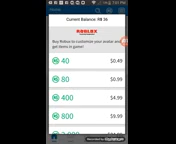 Home
Current Balance: R$ 36
ROBLOX
Buy Robux to customize your avatar and
get items in game!
R$ 40 $0.49
R$ 80 $0.99
R$ 400 $4.99
R$ 800 $9.99